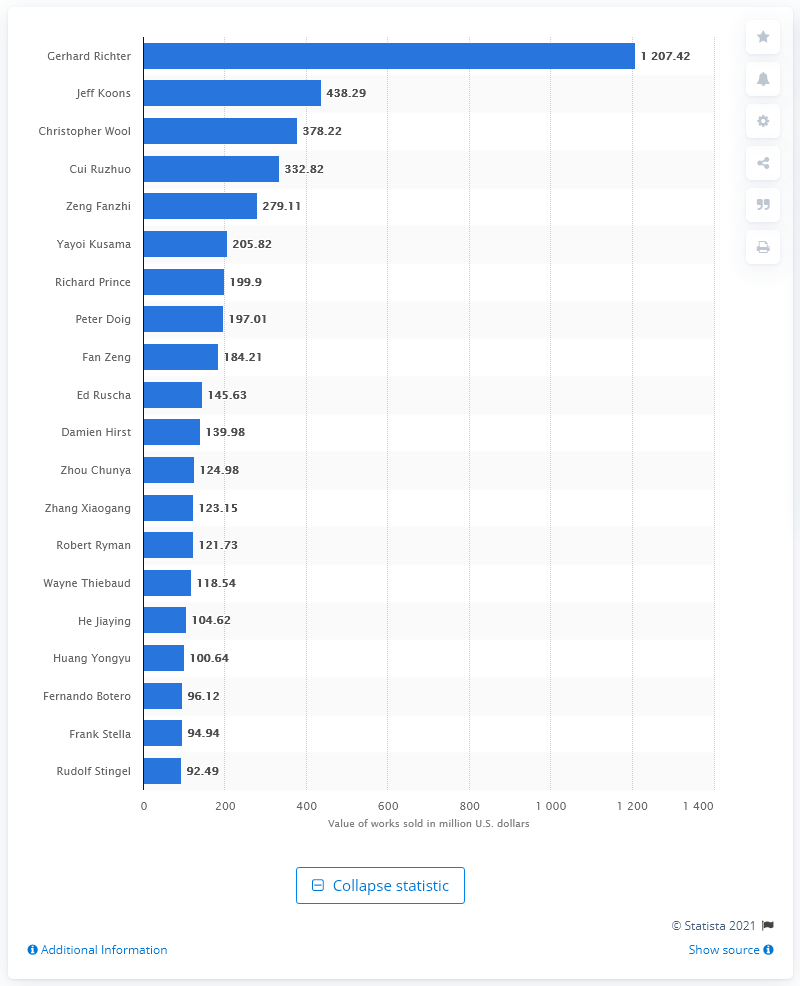 Gerhard Richter 1 207.42
Jeff Koons 438.29
Christopher Wool 378.22
Cui Ruzhuo 332.82
Zeng Fanzhi 279.11
Yayoi Kusama 205.82
Richard Prince 199.9
Peter Doig 197.01
Fan Zeng 184.21
Ed Ruscha 145.63
Damien Hirst 139.98
Zhou Chunya 124.98
Zhang Xiaogang 123.15
Robert Ryman 121.73
Wayne Thiebaud 118.54
He Jiaying 104.62
Huang Yongyu 100.64
Fernando Botero 96.12
Frank Stella 94.94
Rudolf Stingel 92.49
0 200 400 600 800 1 000 1 200 1 400
Value of works sold in million U.S. dollars
Collapse statistic
© Statista 2021
Additional Information Show source